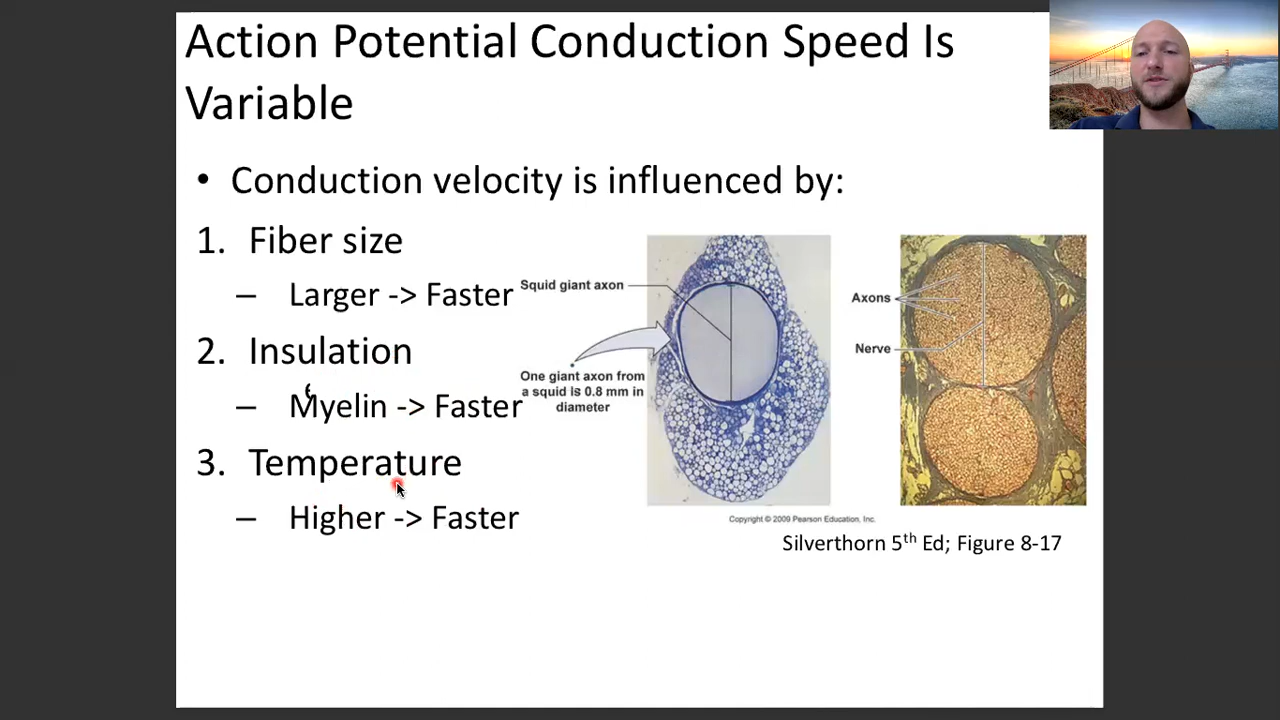 Action Potential Conduction Speed Is
Variable
• Conduction velocity is influenced by:
1. Fiber size
– Larger -> Faster
2. Insulation
– Myelin -> Faster
3. Temperature
– Higher -> Faster
Squid giant axon
One giant axon from
a squid is 0.8 mm in
diameter
Axons
Nerve
Copyright © 2009 Pearson Education, Inc.
Silverthorn 5th Ed; Figure 8-17